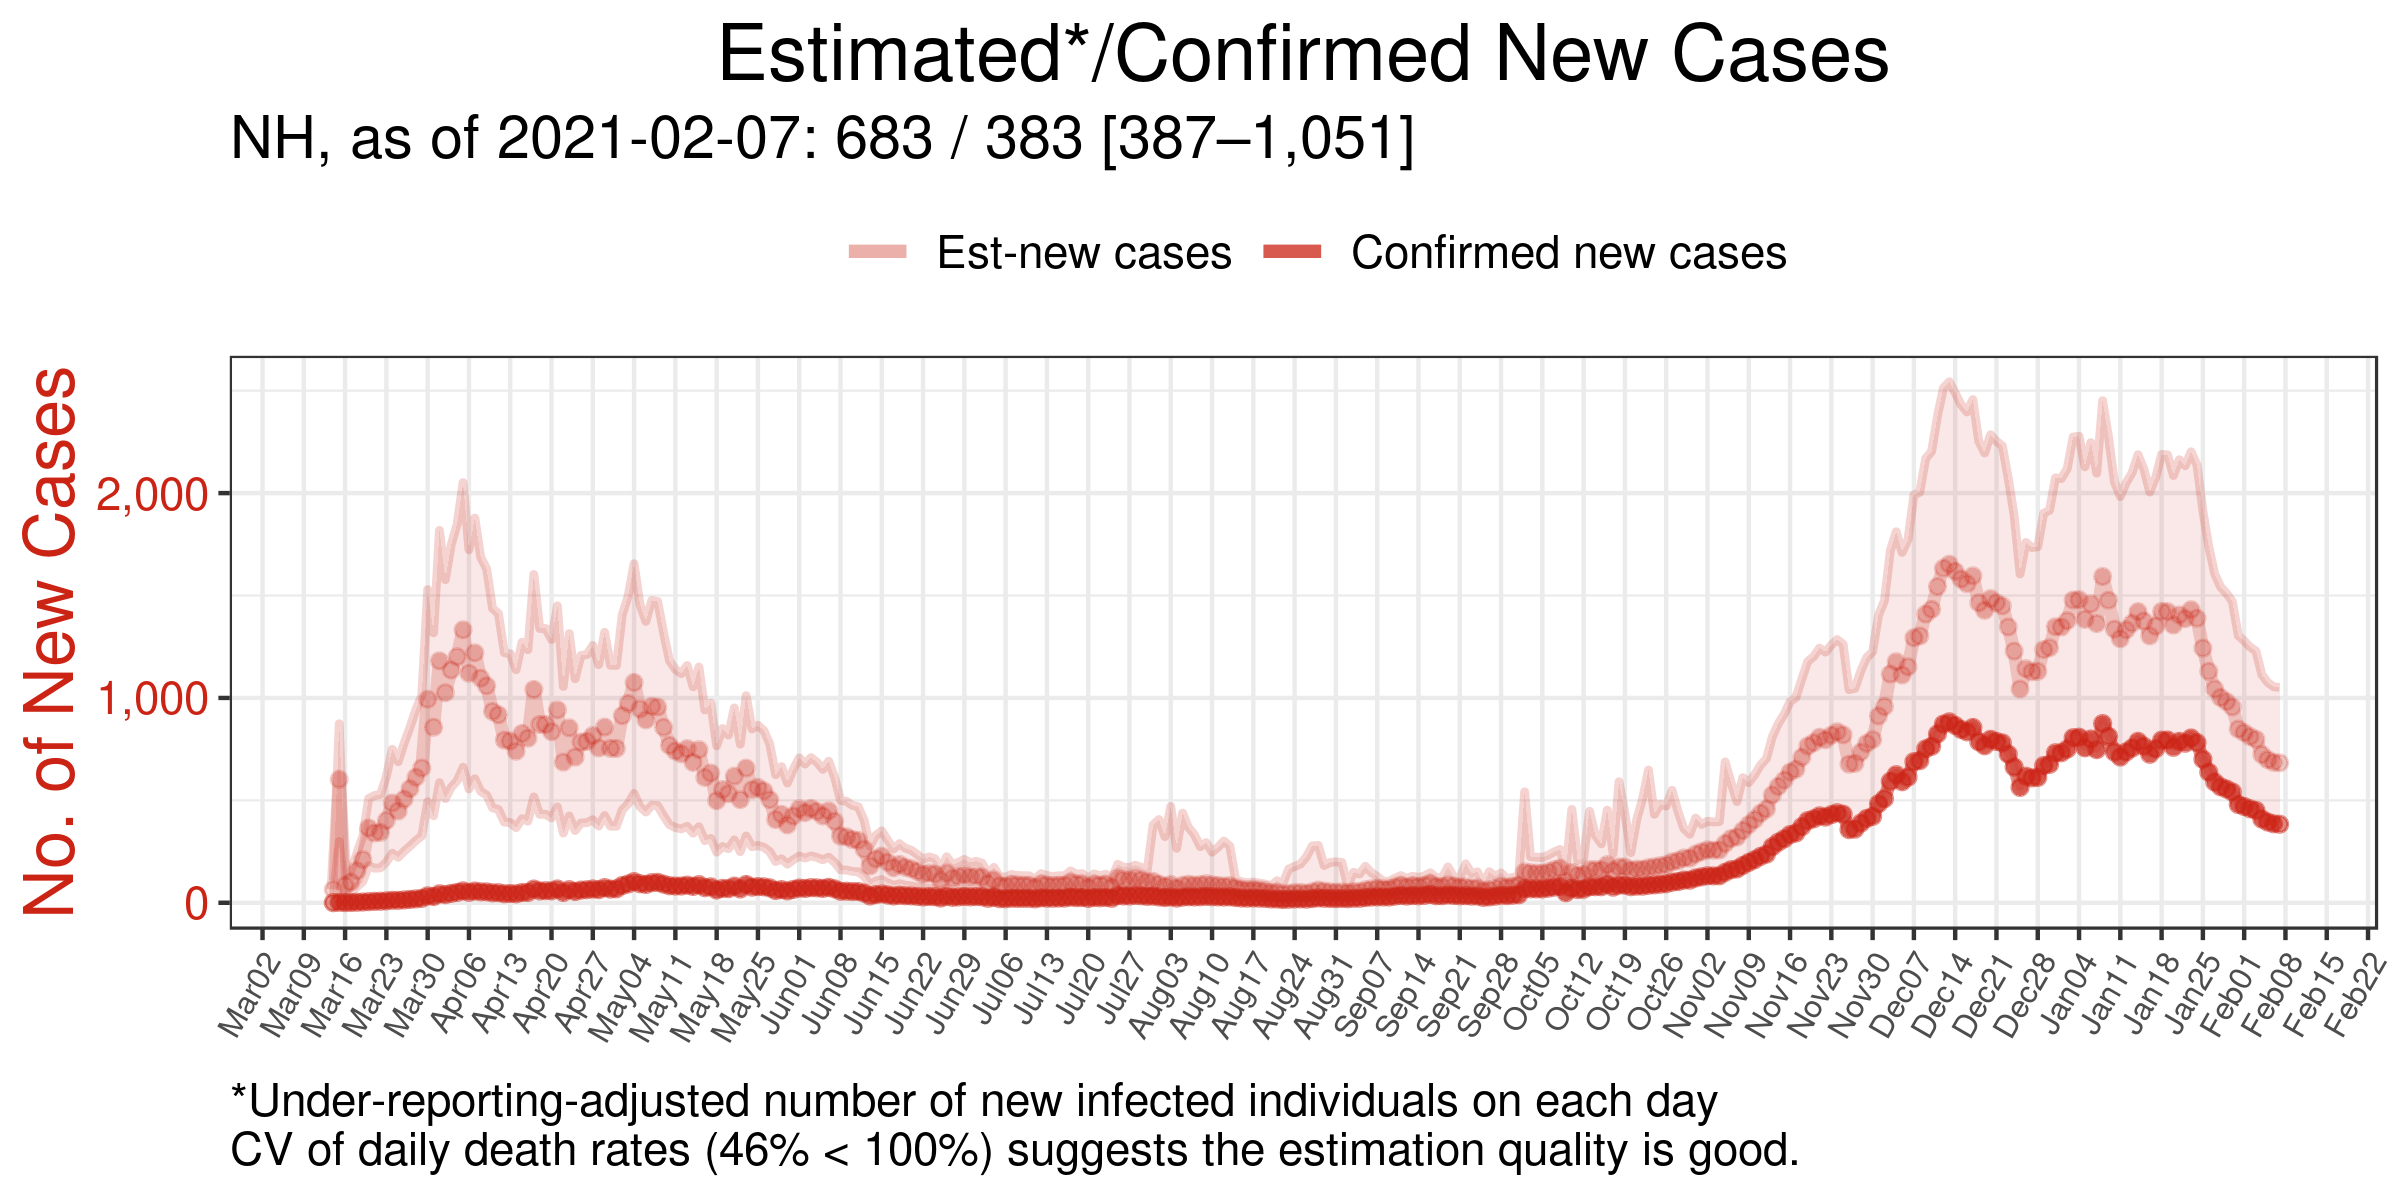 Estimated*/Confirmed New Cases
NH, as of 2021-02-07: 683 / 383 [387–1,051]
Est-new cases Confirmed new cases
No. of New Cases
2,000
1,000
0
Mar02 Mar09 Mar16 Mar23 Mar30 Apr06 Apr13 Apr20 Apr27 May04 May11 May18 May25 Jun01 Jun08 Jun15 Jun22 Jun29 Jul06 Jul13 Jul20 Jul27 Aug03 Aug10 Aug17 Aug24 Aug31 Sep07 Sep14 Sep21 Sep28 Oct05 Oct12 Oct19 Oct26 Nov02 Nov09 Nov16 Nov23 Nov30 Dec07 Dec14 Dec21 Dec28 Jan04 Jan11 Jan18 Jan25 Feb01 Feb08 Feb15 Feb22
*Under-reporting-adjusted number of new infected individuals on each day
CV of daily death rates (46% < 100%) suggests the estimation quality is good.